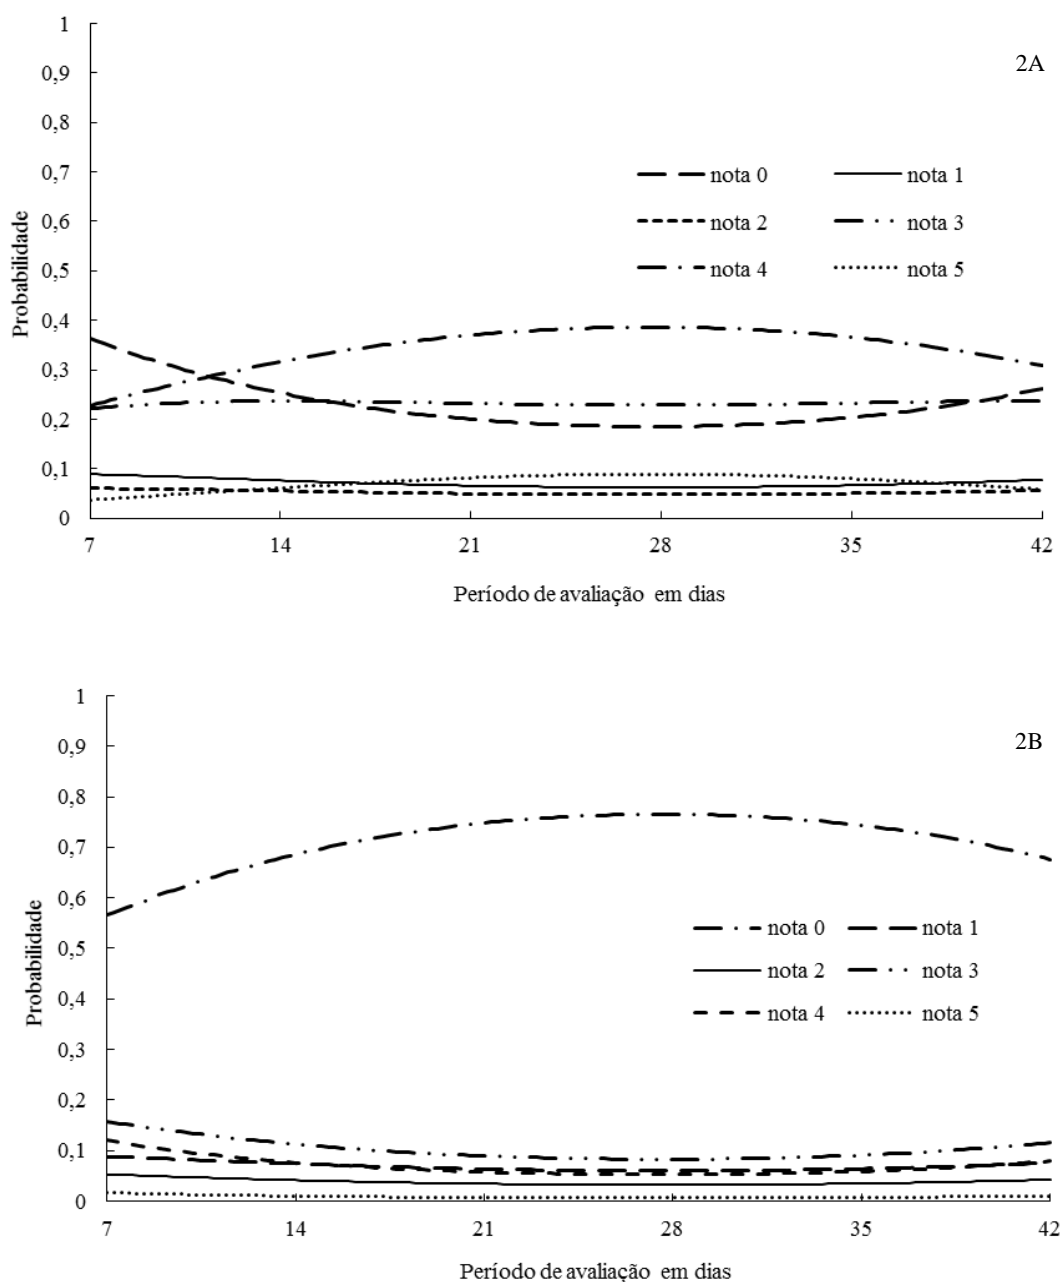 1
0,9
2A
0,8
0,7
nota 0 nota 1
0,6
nota 2 nota 3
0,5
nota 4 nota 5
0,4
0,3
0,2
0,1
0
Probabilidade
7 14 21 28 35 42
Período de avaliação em dias
1
0,9
2B
0,8
0,7
0,6
nota 0 nota 1
0,5
nota 2 nota 3
0,4
nota 4 nota 5
0,3
0,2
0,1
0
Probabilidade
7 14 21 28 35 42
Período de avaliação em dias